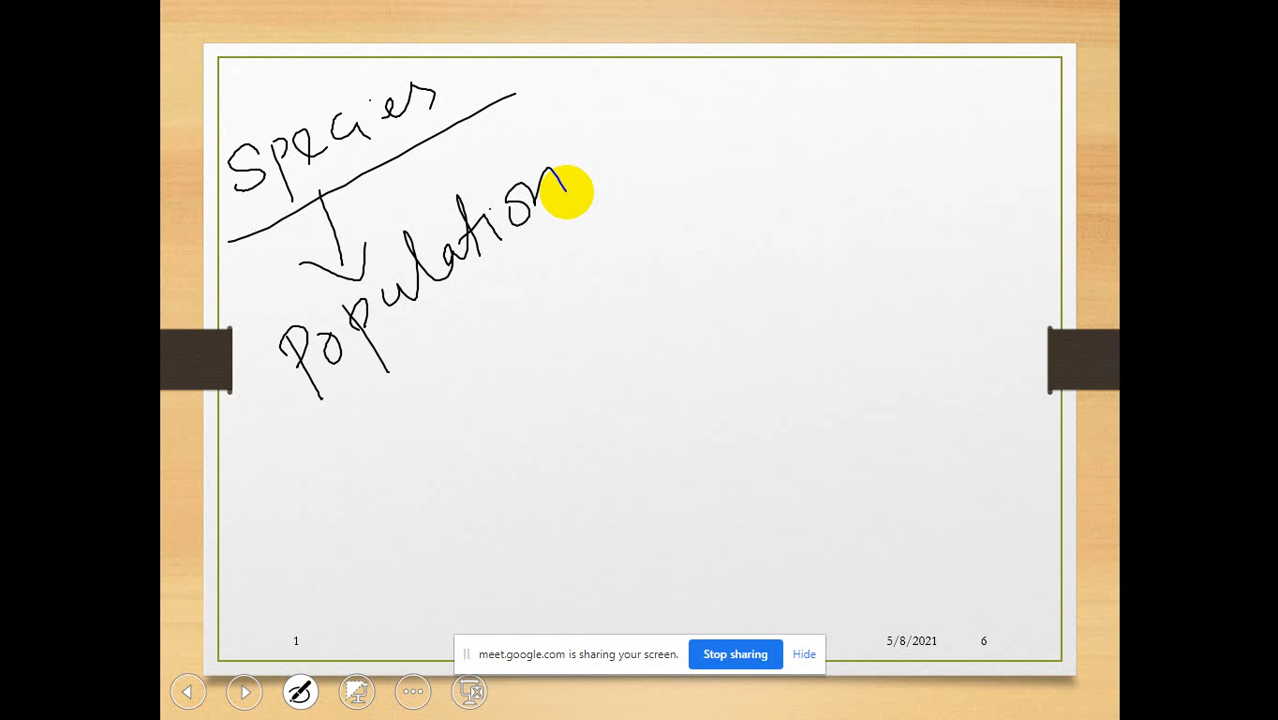 Species
Population
1
5/8/2021
6
meet.google.com is sharing your screen.
Stop sharing
Hide